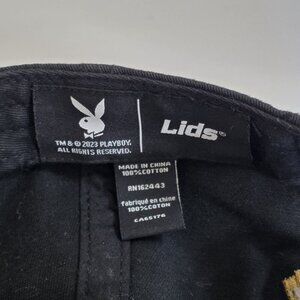 Lids
TM & © 2023 PLAYBOY.
ALL RIGHTS RESERVED.
MADE IN CHINA
100%COTTON
RN162443
fabriqué en chine
100%COTON